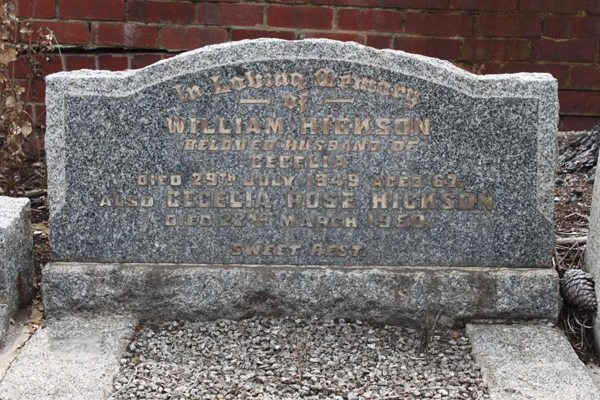 In Loving Memory
of
WILLIAM HICKSON
BELOVED HUSBAND OF
CECELIA
DIED 29TH JULY 1949 AGED 67
ALSO CECELIA ROSE HICKSON
DIED 22ND MARCH
SWEET REST